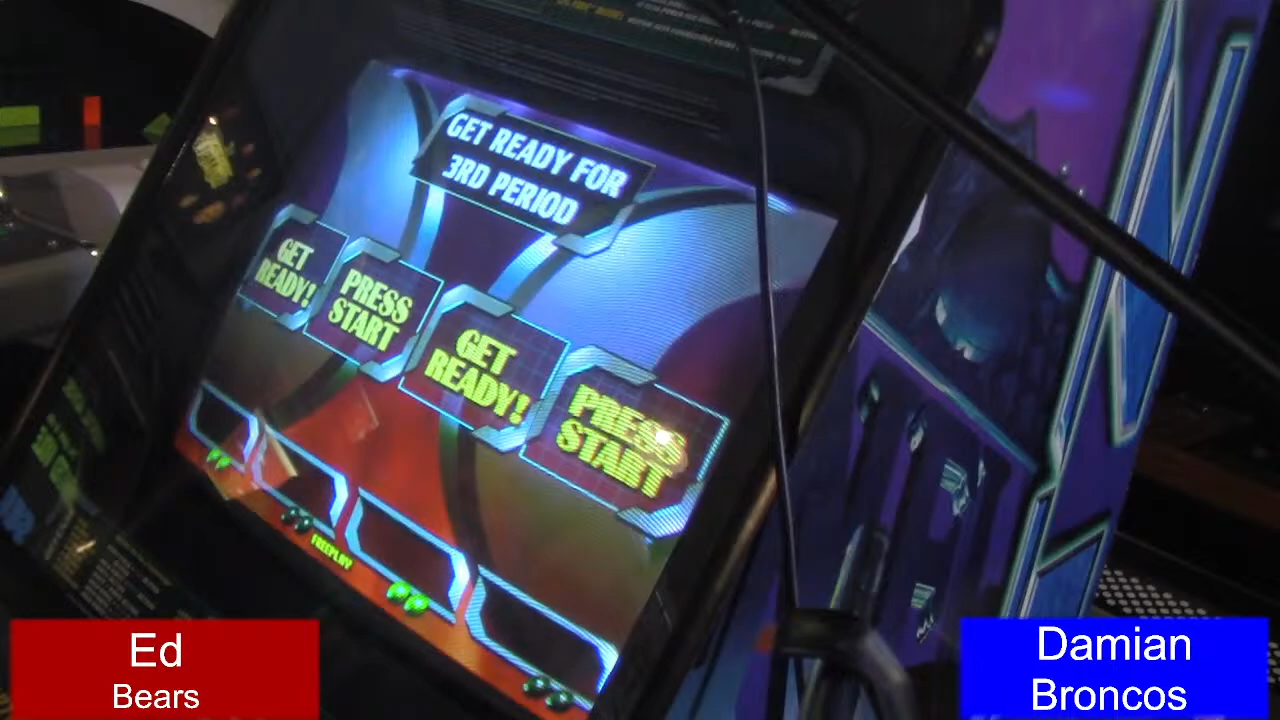 GET READY FOR
3RD PERIOD
GET
READY!
PRESS
START
GET
READY!
PRESS
START
FREEPLAY
Ed
Bears
Damian
Broncos